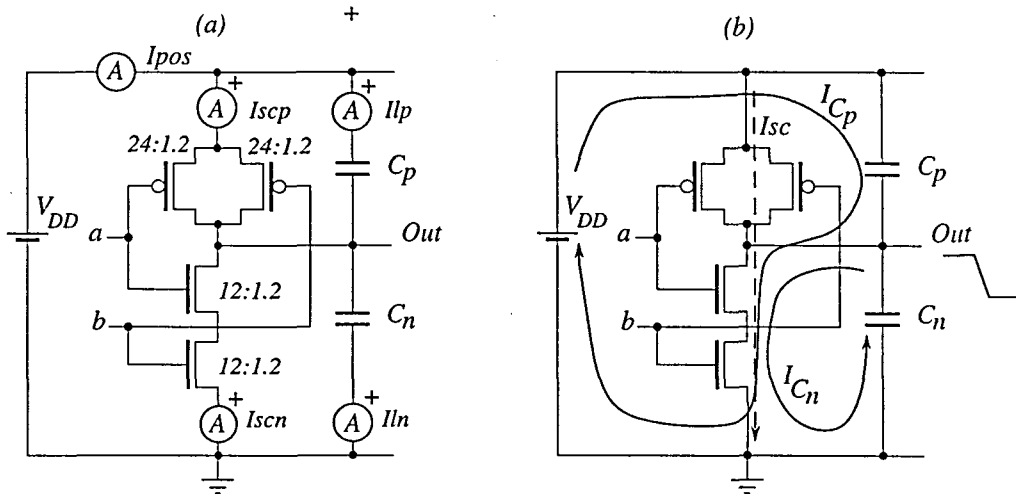 (a)
+
Ipos
A
+
A
Iscp
+
A
Ilp
24:1.2
24:1.2
Cp
VDD
a
Out
12:1.2
Cn
b
12:1.2
+
A
Iscn
+
A
Iln
(b)
ICp
Isc
Cp
VDD
a
Out
Cn
b
ICn